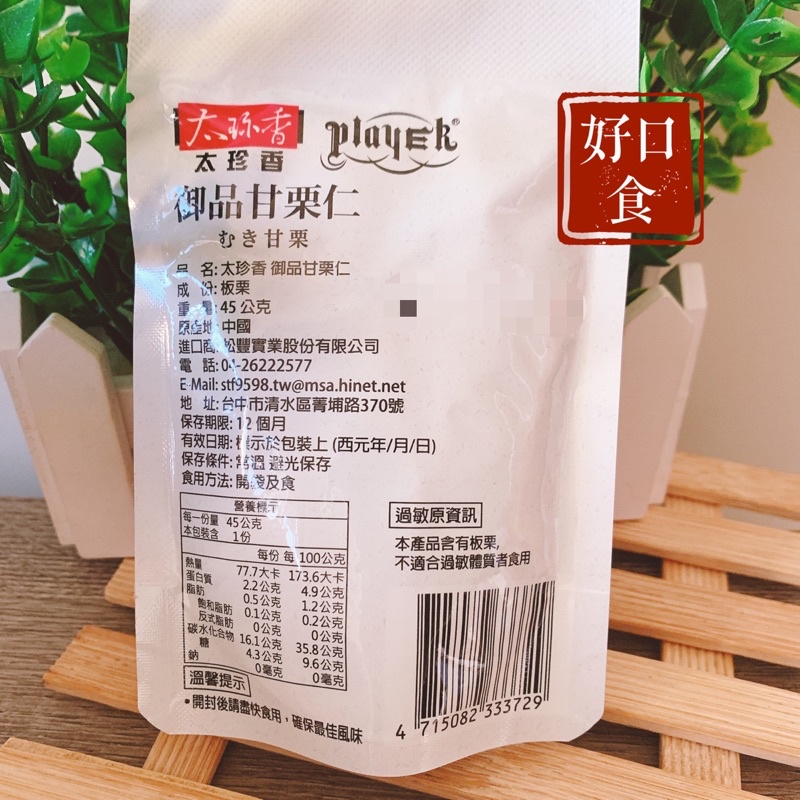 太珍香
太珍香
playEk®
好口食
御品甘栗仁
むき甘栗
品 名:太珍香 御品甘栗仁
成 份:板栗
重 量:45公克
原產地:中國
進口商:松豐實業股份有限公司
電 話:04-26222577
E-Mail:stf9598.tw@msa.hinet.net
地 址:台中市清水區菁埔路370號
保存期限:12個月
有效日期:標示於包裝上 (西元年/月/日)
保存條件:常溫 避光保存
食用方法:開袋及食
營養標示
每一份量 45公克
本包裝含 1份
每份 每100公克
熱量 77.7大卡 173.6大卡
蛋白質 2.2公克 4.9公克
脂肪 0.5公克 1.2公克
飽和脂肪 0.1公克 0.2公克
反式脂肪 0公克 0公克
碳水化合物 16.1公克 35.8公克
糖 4.3公克 9.6公克
鈉 0毫克 0毫克
溫馨提示
•開封後請盡快食用，確保最佳風味
過敏原資訊
本產品含有板栗,
不適合過敏體質者食用
4 715082 333729